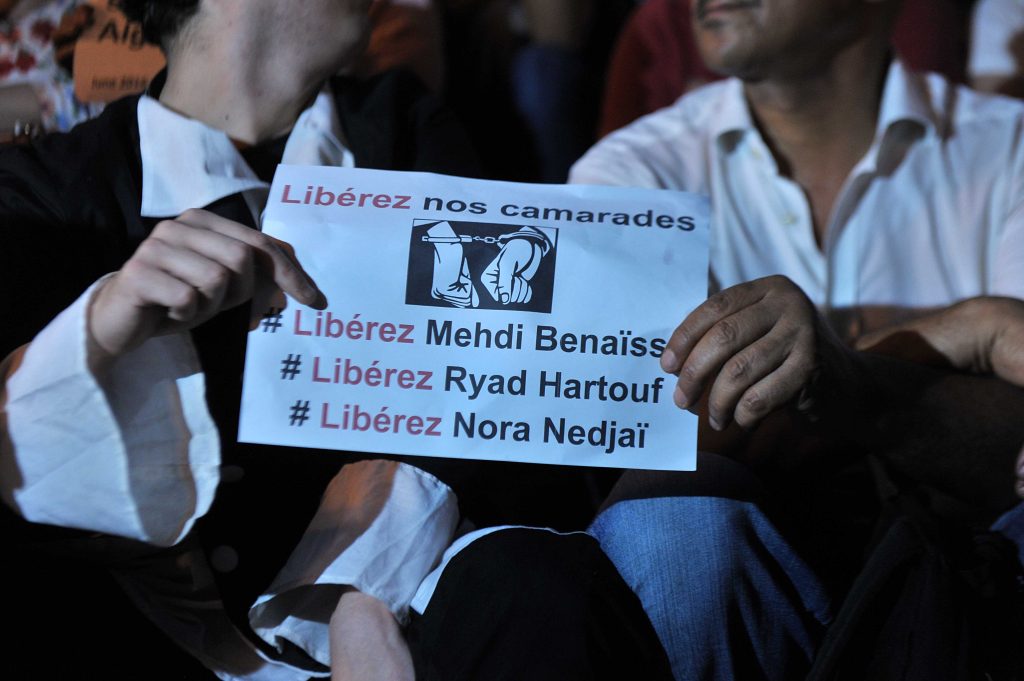 Libérez nos camarades
# Libérez Mehdi Benaïss
# Libérez Ryad Hartouf
# Libérez Nora Nedjaï